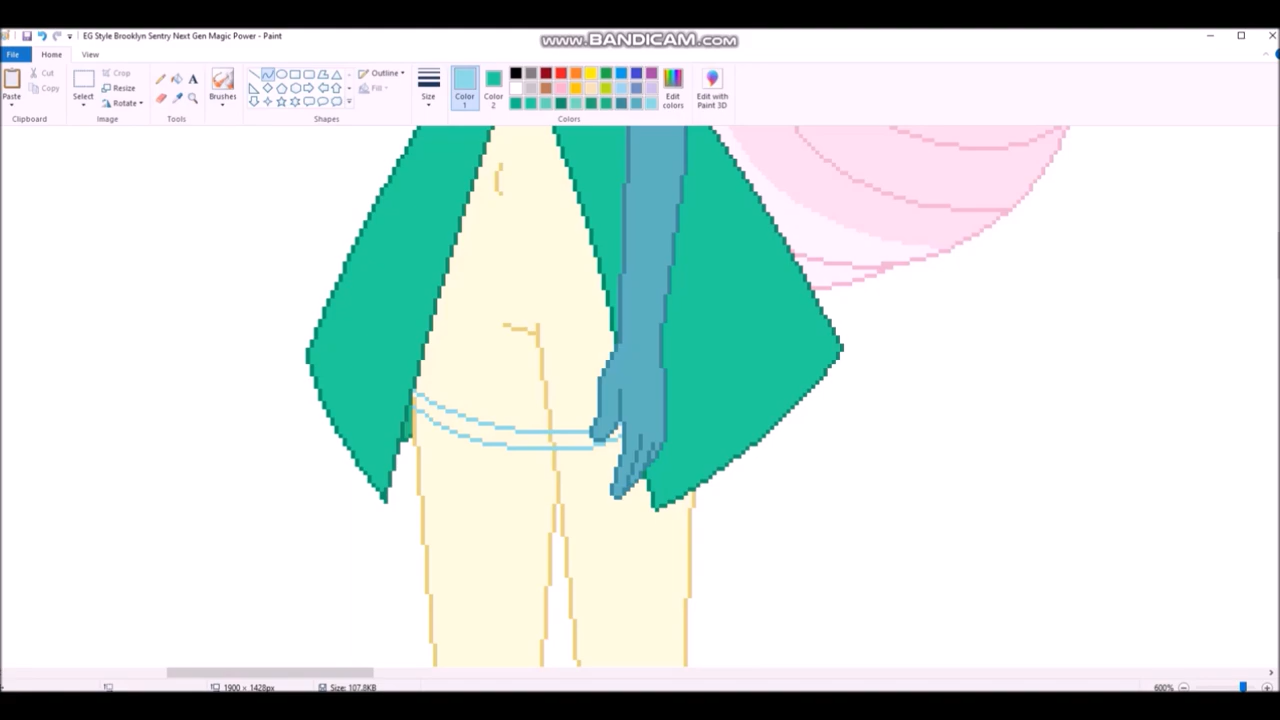 EG Style Brooklyn Sentry Next Gen Magic Power - Paint
www.BANDICAM.com
File Home View
Paste Cut Copy Clipboard
Select Crop Resize Rotate Image
Tools
Brushes
Outline Fill Shapes
Size
Color 1 Color 2 Edit colors Colors
Edit with Paint 3D
1900 × 1428px Size: 107.8KB 600%